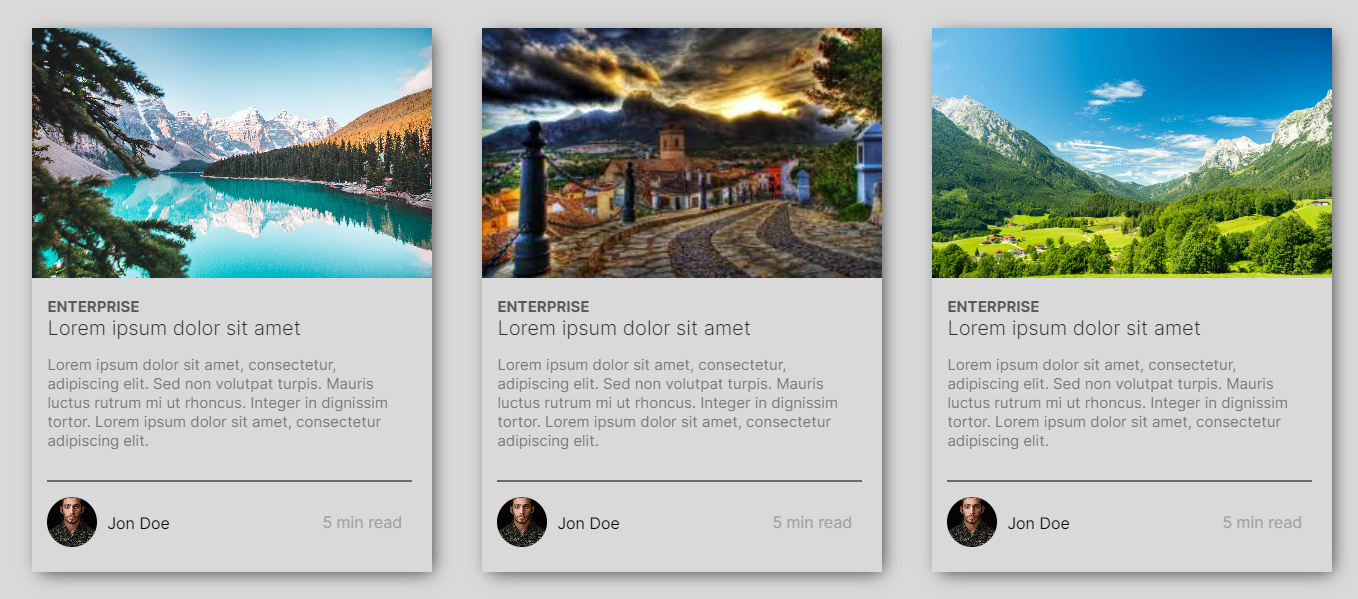 ENTERPRISE
Lorem ipsum dolor sit amet
Lorem ipsum dolor sit amet, consectetur,
adipiscing elit. Sed non volutpat turpis. Mauris
luctus rutrum mi ut rhoncus. Integer in dignissim
tortor. Lorem ipsum dolor sit amet, consectetur
adipiscing elit.
Jon Doe
5 min read
ENTERPRISE
Lorem ipsum dolor sit amet
Lorem ipsum dolor sit amet, consectetur,
adipiscing elit. Sed non volutpat turpis. Mauris
luctus rutrum mi ut rhoncus. Integer in dignissim
tortor. Lorem ipsum dolor sit amet, consectetur
adipiscing elit.
Jon Doe
5 min read
ENTERPRISE
Lorem ipsum dolor sit amet
Lorem ipsum dolor sit amet, consectetur,
adipiscing elit. Sed non volutpat turpis. Mauris
luctus rutrum mi ut rhoncus. Integer in dignissim
tortor. Lorem ipsum dolor sit amet, consectetur
adipiscing elit.
Jon Doe
5 min read